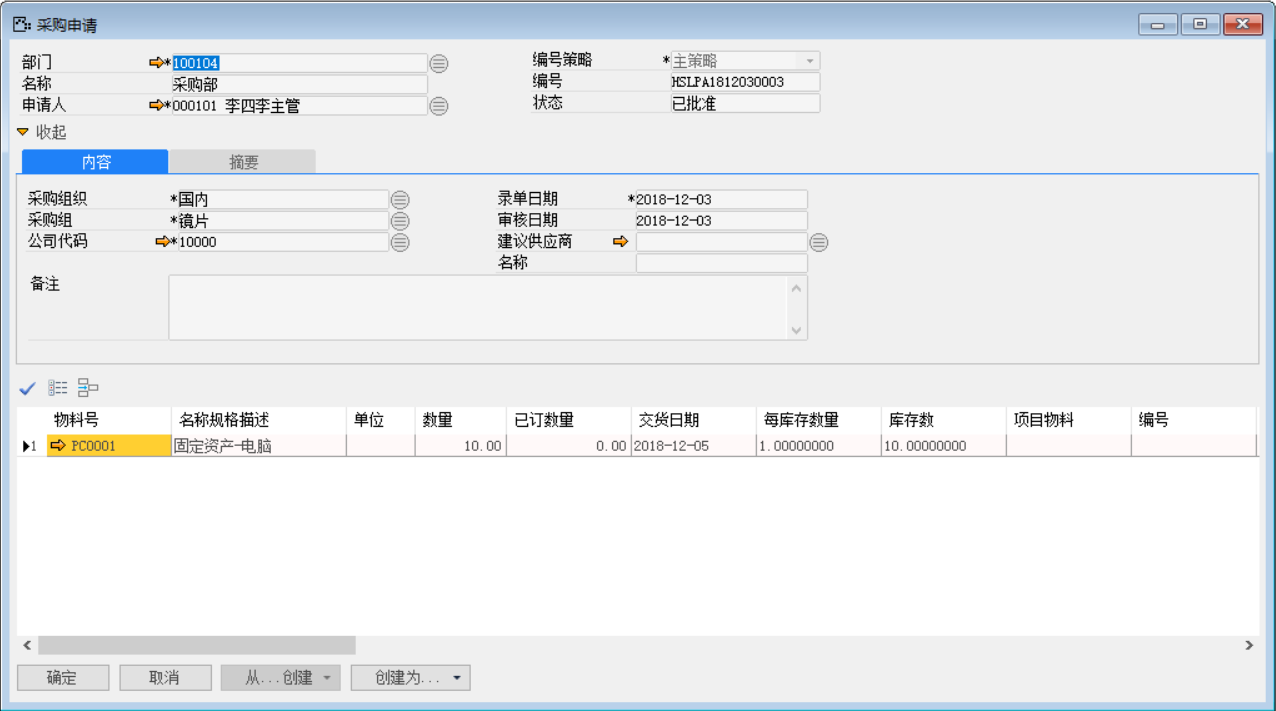 采购申请
部门 *100104 编号策略 *主策略
名称 采购部 编号 HSLPA1812030003
申请人 *000101 李四李主管 状态 已批准
收起
内容 摘要
采购组织 *国内 录单日期 *2018-12-03
采购组 *镜片 审核日期 2018-12-03
公司代码 *10000 建议供应商
名称
备注
物料号 名称规格描述 单位 数量 已订数量 交货日期 每库存数量 库存数 项目物料 编号
1 PC0001 固定资产-电脑 10.00 0.00 2018-12-05 1.00000000 10.00000000
确定 取消 从...创建 创建为...